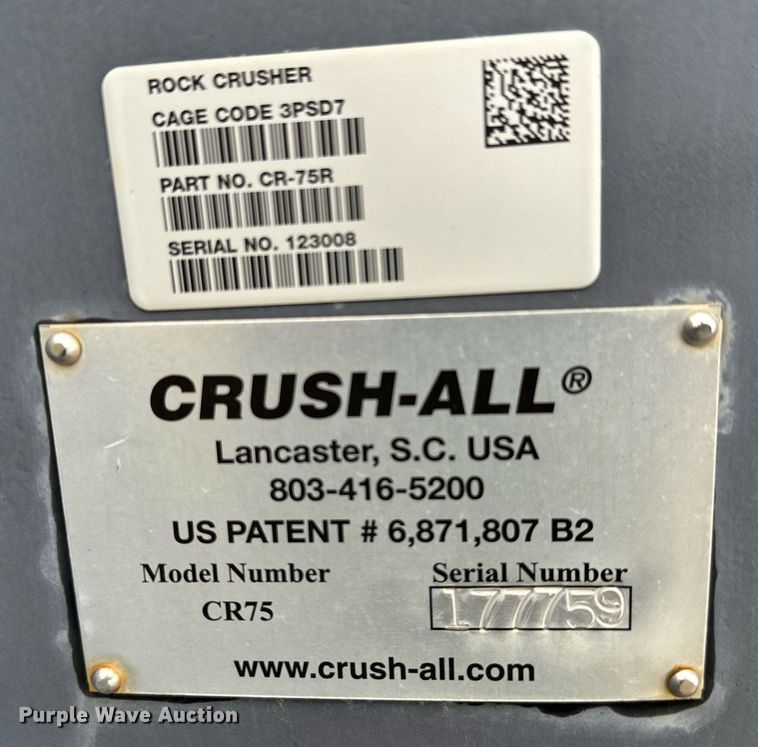 ROCK CRUSHER
CAGE CODE 3PSD7
PART NO. CR-75R
SERIAL NO. 123008
CRUSH-ALL®
Lancaster, S.C. USA
803-416-5200
US PATENT # 6,871,807 B2
Model Number Serial Number
CR75 177759
www.crush-all.com
Purple Wave Auction